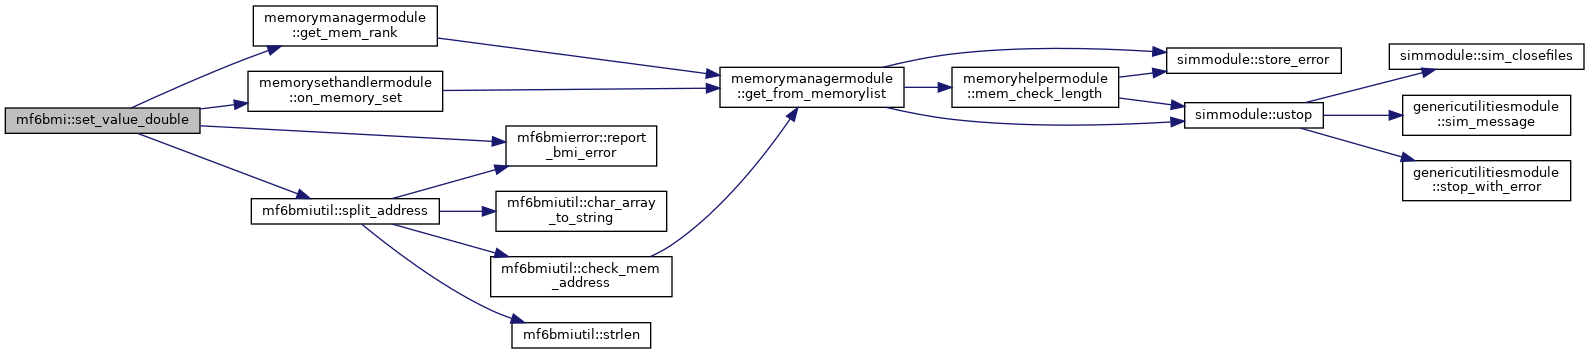 mf6bmi::set_value_double
memorymanagermodule
::get_mem_rank
memorysethandlermodule
::on_memory_set
mf6bmierror::report
_bmi_error
mf6bmiutil::split_address
mf6bmiutil::char_array
_to_string
mf6bmiutil::check_mem
_address
mf6bmiutil::strlen
memorymanagermodule
::get_from_memorylist
memoryhelpermodule
::mem_check_length
simmodule::store_error
simmodule::ustop
simmodule::sim_closefiles
genericutilitiesmodule
::sim_message
genericutilitiesmodule
::stop_with_error